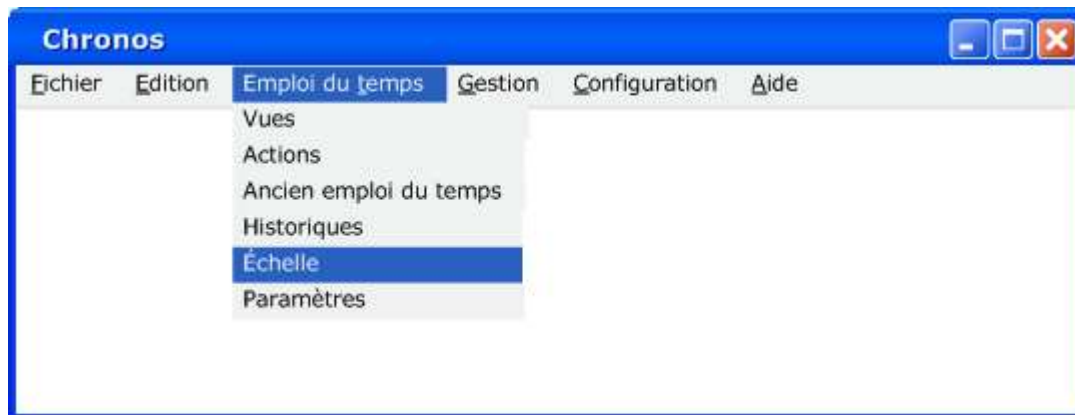 Chronos
Fichier Edition Emploi du temps Gestion Configuration Aide
Vues
Actions
Ancien emploi du temps
Historiques
Échelle
Paramètres